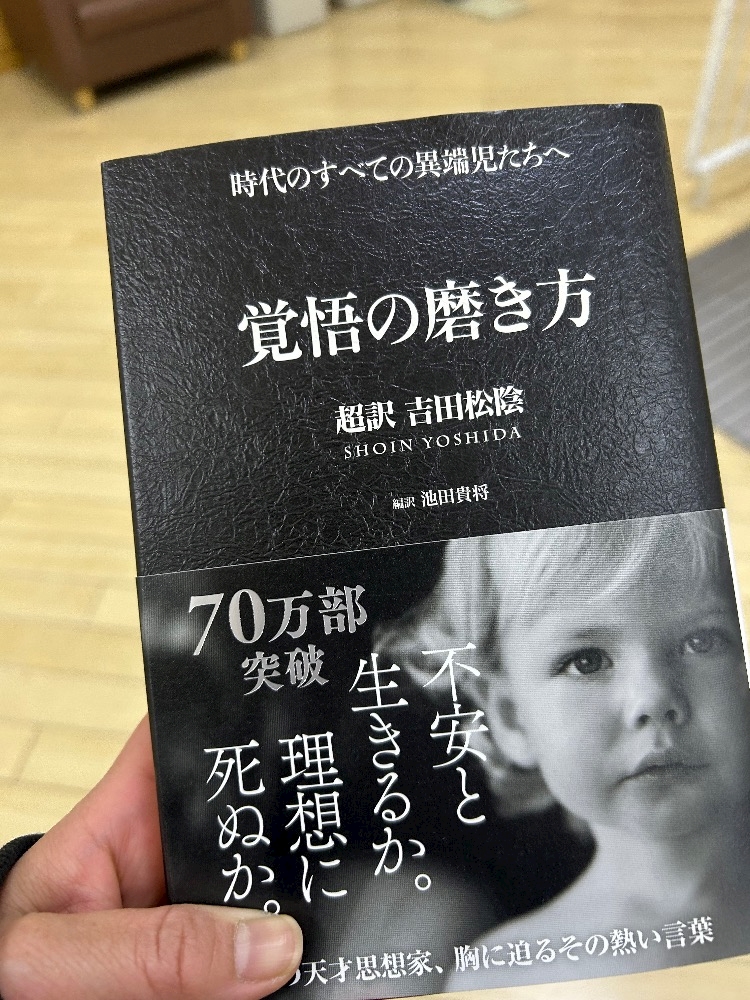 時代のすべての異端児たちへ
覚悟の磨き方
超訳 吉田松陰
SHOIN YOSHIDA
編訳 池田貴将
70万部
突破
不安と
生きるか。
理想に
死ぬか。
天才思想家、胸に迫るその熱い言葉